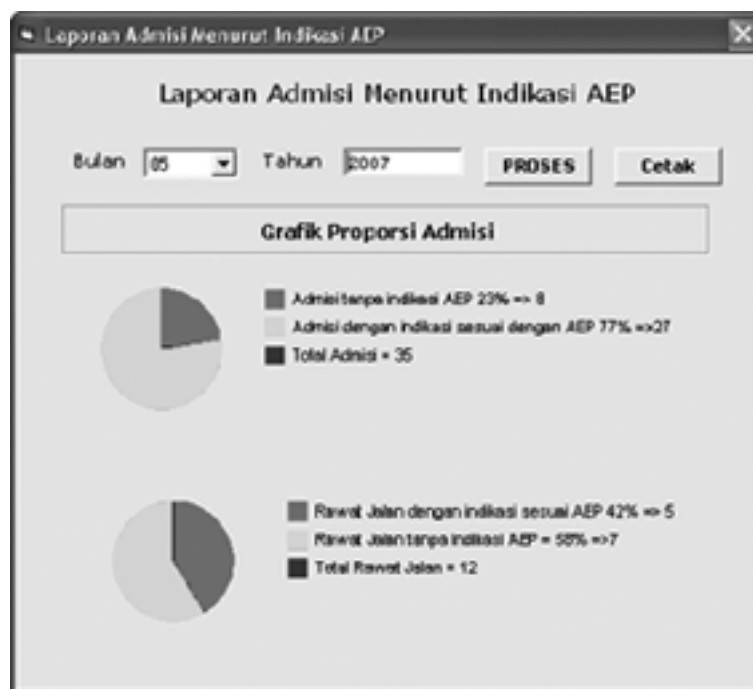 Laporan Admisi Menurut Indikasi AEP
Laporan Admisi Menurut Indikasi AEP
Bulan 05 Tahun 2007 PROSES Cetak
Grafik Proporsi Admisi
Admisi tanpa indikasi AEP 23% => 8
Admisi dengan indikasi sesuai dengan AEP 77% =>27
Total Admisi = 35
Rawat Jalan dengan indikasi sesuai AEP 42% => 5
Rawat Jalan tanpa indikasi AEP = 58% =>7
Total Rawat Jalan = 12